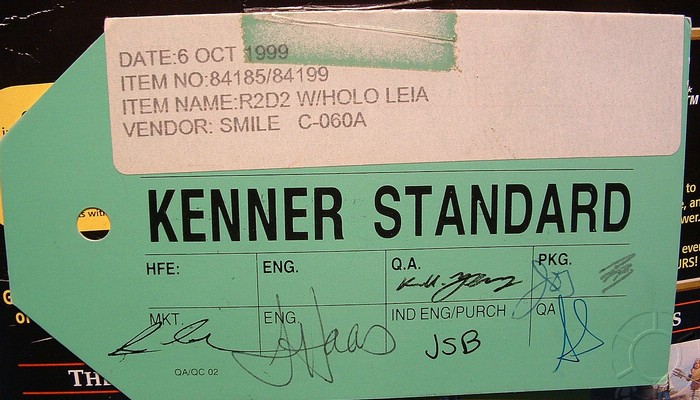 DATE:6 OCT 1999
ITEM NO:84185/84199
ITEM NAME:R2D2 W/HOLO LEIA
VENDOR: SMILE C-060A
KENNER STANDARD
HFE: ENG. Q.A. PKG.
MKT. ENG. IND ENG/PURCH QA
JSB
QA/QC 02